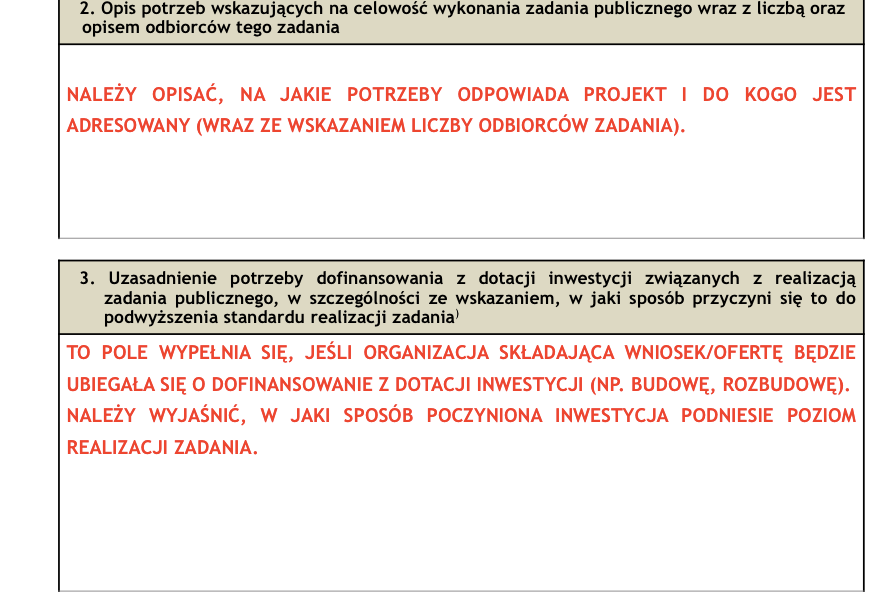 2. Opis potrzeb wskazujących na celowość wykonania zadania publicznego wraz z liczbą oraz
opisem odbiorców tego zadania
NALEŻY OPISAĆ, NA JAKIE POTRZEBY ODPOWIADA PROJEKT I DO KOGO JEST
ADRESOWANY (WRAZ ZE WSKAZANIEM LICZBY ODBIORCÓW ZADANIA).
3. Uzasadnienie potrzeby dofinansowania z dotacji inwestycji związanych z realizacją
zadania publicznego, w szczególności ze wskazaniem, w jaki sposób przyczyni się to do
podwyższenia standardu realizacji zadania⁾
TO POLE WYPEŁNIA SIĘ, JEŚLI ORGANIZACJA SKŁADAJĄCA WNIOSEK/OFERTĘ BĘDZIE
UBIEGAŁA SIĘ O DOFINANSOWANIE Z DOTACJI INWESTYCJI (NP. BUDOWĘ, ROZBUDOWĘ).
NALEŻY WYJAŚNIĆ, W JAKI SPOSÓB POCZYNIONA INWESTYCJA PODNIESIE POZIOM
REALIZACJI ZADANIA.